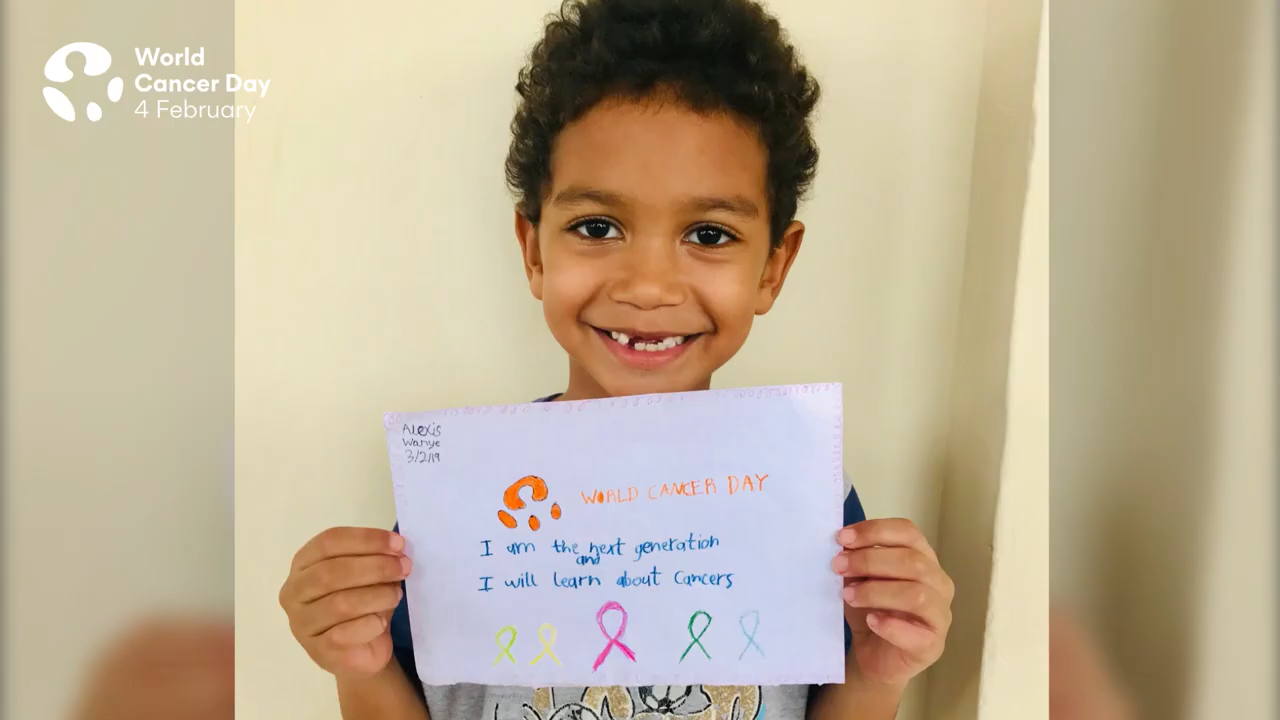 World
Cancer Day
4 February
Alexis
Wanye
3/2/19
WORLD CANCER DAY
I am the next generation
and
I will learn about Cancers